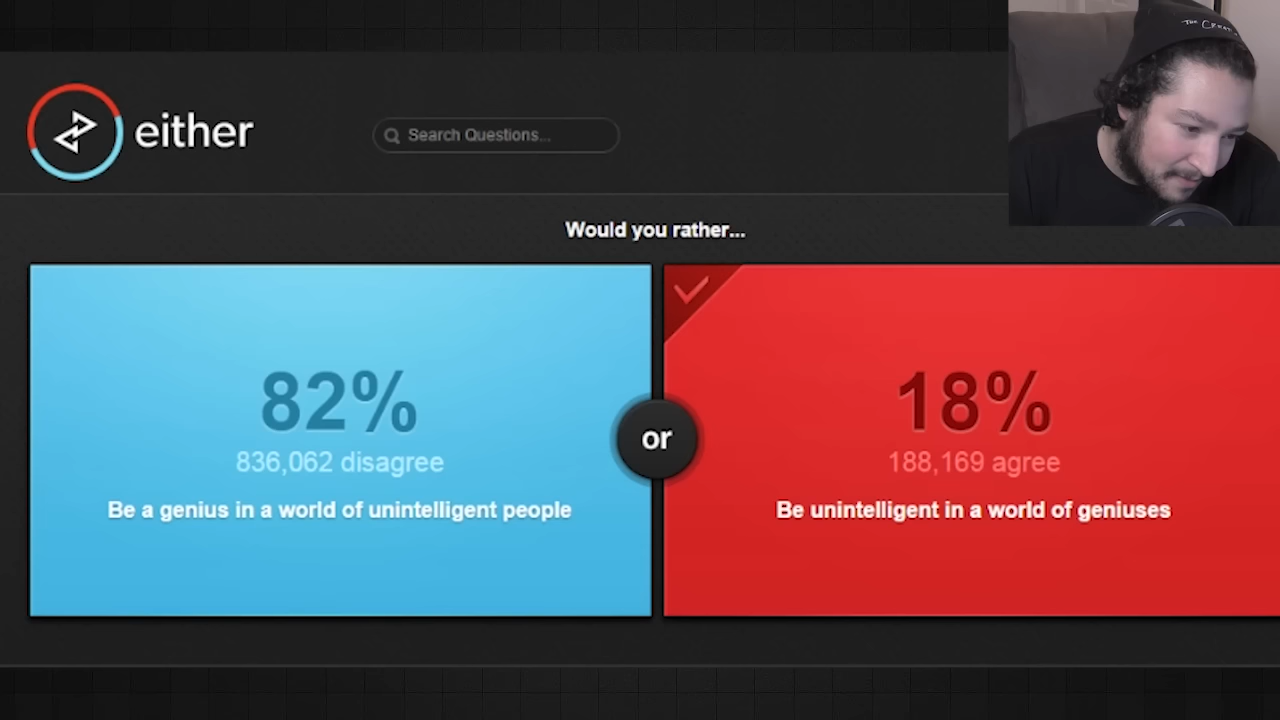 either
Search Questions...
Would you rather...
82%
836,062 disagree
Be a genius in a world of unintelligent people
or
18%
188,169 agree
Be unintelligent in a world of geniuses
THE